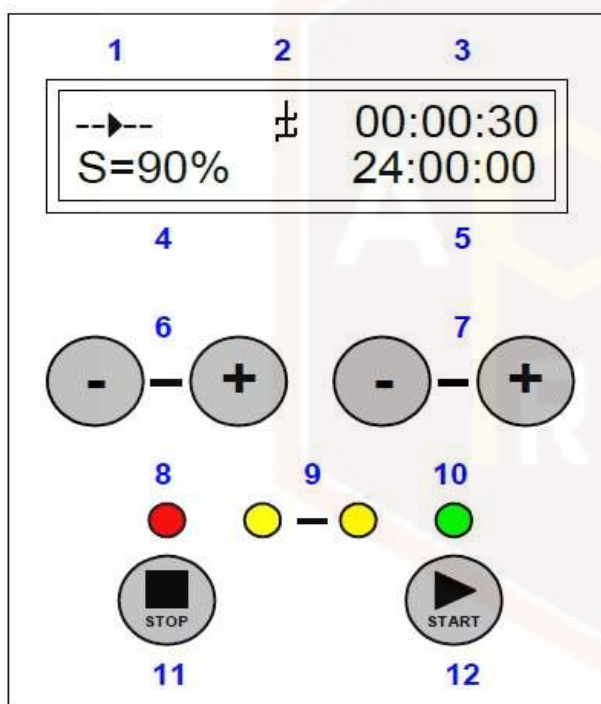 1 2 3
--▶-- 00:00:30
S=90% 24:00:00
4 5
6 7
- – + - – +
8 9 10
–
STOP START
11 12
A
R